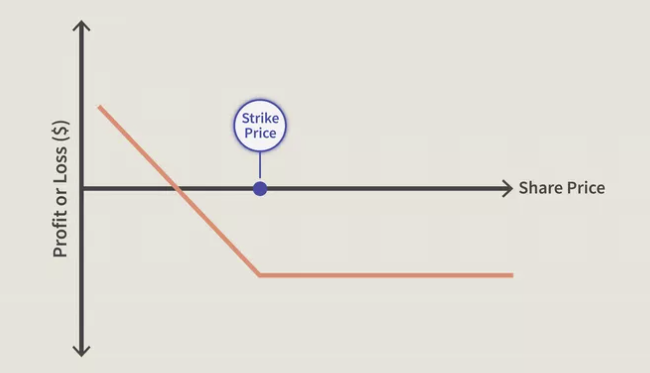 Profit or Loss ($)
Strike
Price
Share Price